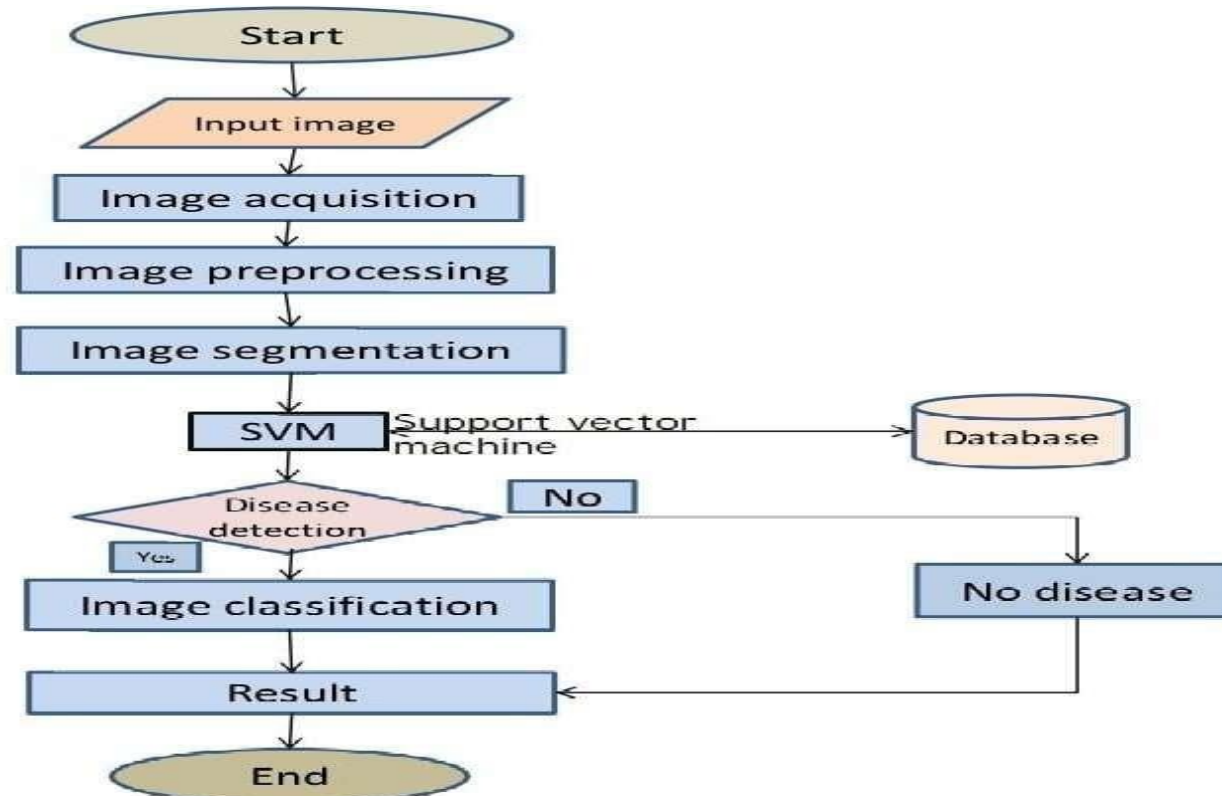 Start
Input image
Image acquisition
Image preprocessing
Image segmentation
SVM
Support vector
machine
Database
Disease
detection
No
Yes
Image classification
No disease
Result
End